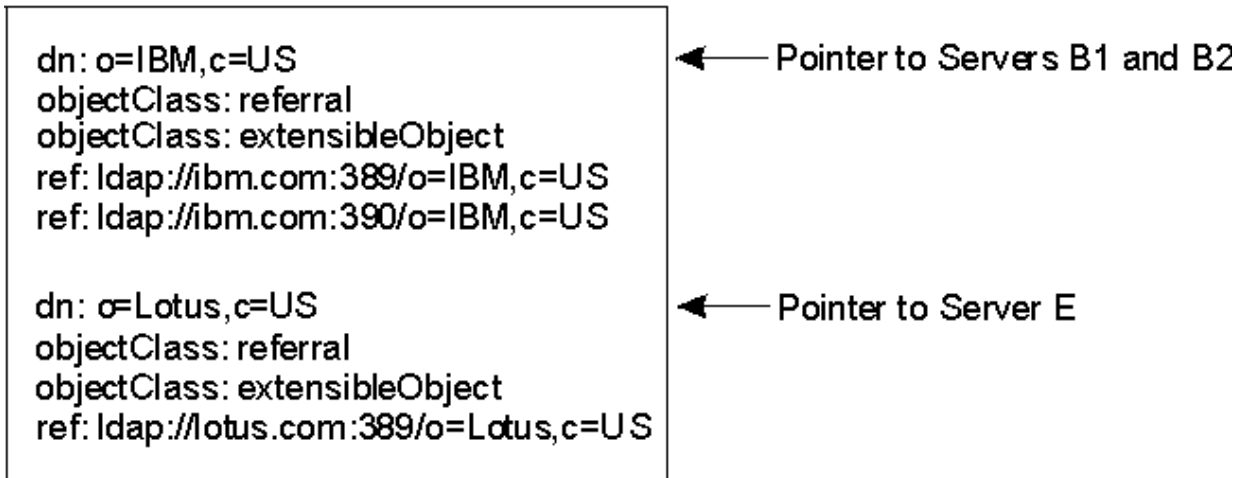 dn: o=IBM,c=US
Pointer to Servers B1 and B2
objectClass: referral
objectClass: extensibleObject
ref: ldap://ibm.com:389/o=IBM,c=US
ref: ldap://ibm.com:390/o=IBM,c=US
dn: o=Lotus,c=US
Pointer to Server E
objectClass: referral
objectClass: extensibleObject
ref: ldap://lotus.com:389/o=Lotus,c=US